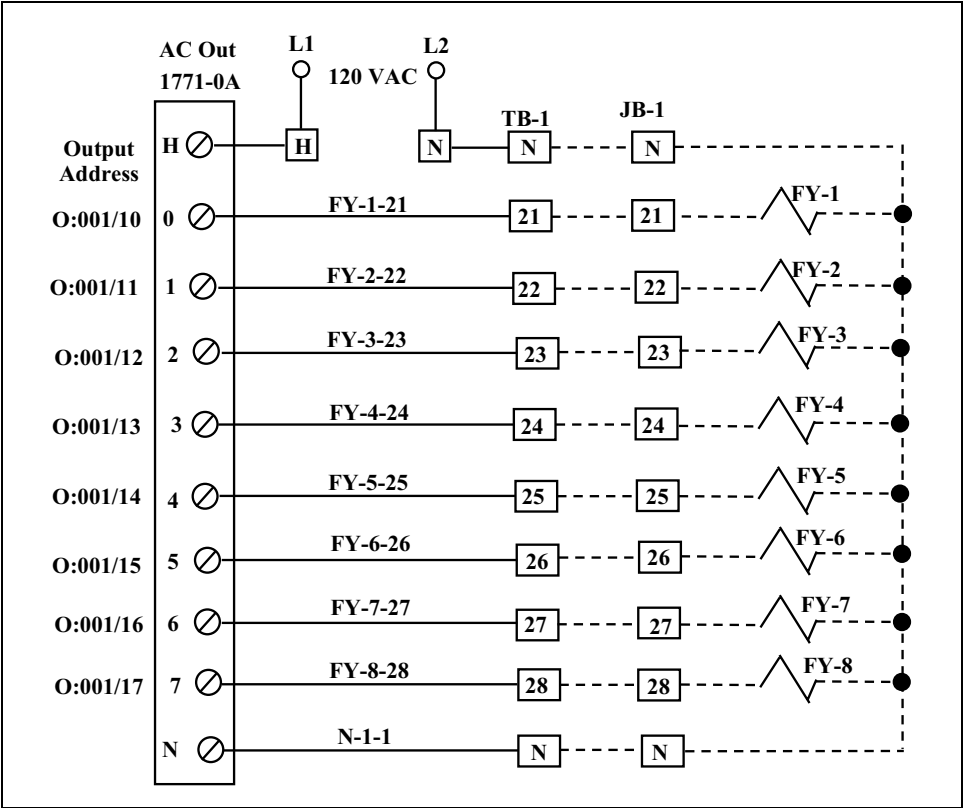 AC Out
1771-0A
L1
120 VAC
L2
TB-1
JB-1
Output
Address
H
H
N
N
N
O:001/10
0
FY-1-21
21
21
FY-1
O:001/11
1
FY-2-22
22
22
FY-2
O:001/12
2
FY-3-23
23
23
FY-3
O:001/13
3
FY-4-24
24
24
FY-4
O:001/14
4
FY-5-25
25
25
FY-5
O:001/15
5
FY-6-26
26
26
FY-6
O:001/16
6
FY-7-27
27
27
FY-7
O:001/17
7
FY-8-28
28
28
FY-8
N
N-1-1
N
N